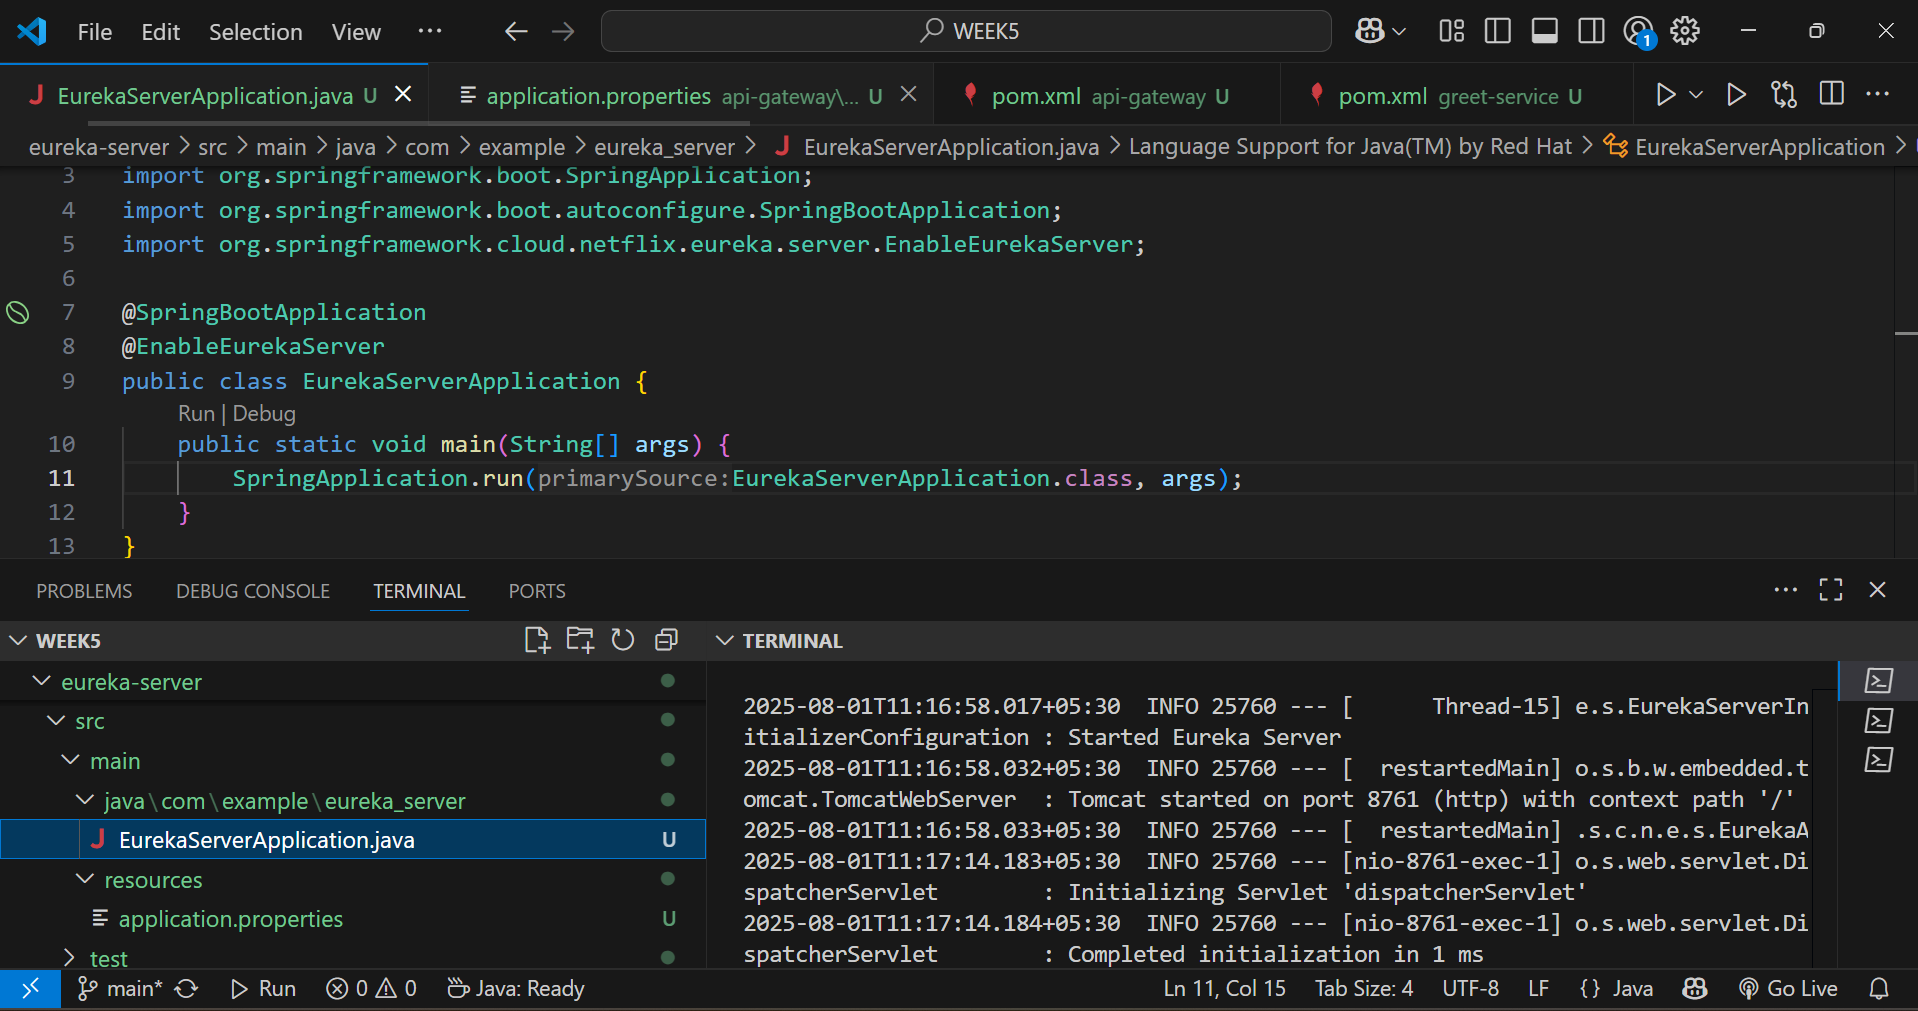 File Edit Selection View ··· WEEK5 1
EurekaServerApplication.java U application.properties api-gateway\... U pom.xml api-gateway U pom.xml greet-service U
eureka-server > src > main > java > com > example > eureka_server > J EurekaServerApplication.java > Language Support for Java(TM) by Red Hat > EurekaServerApplication >
3 import org.springframework.boot.SpringApplication;
4 import org.springframework.boot.autoconfigure.SpringBootApplication;
5 import org.springframework.cloud.netflix.eureka.server.EnableEurekaServer;
6
7 @SpringBootApplication
8 @EnableEurekaServer
9 public class EurekaServerApplication {
Run | Debug
10 public static void main(String[] args) {
11 SpringApplication.run(primarySource:EurekaServerApplication.class, args);
12 }
13 }
PROBLEMS DEBUG CONSOLE TERMINAL PORTS
WEEK5
eureka-server
src
main
java\com\example\eureka_server
J EurekaServerApplication.java U
resources
application.properties U
test
TERMINAL
2025-08-01T11:16:58.017+05:30 INFO 25760 --- [ Thread-15] e.s.EurekaServerIn
itializerConfiguration : Started Eureka Server
2025-08-01T11:16:58.032+05:30 INFO 25760 --- [ restartedMain] o.s.b.w.embedded.t
omcat.TomcatWebServer : Tomcat started on port 8761 (http) with context path '/'
2025-08-01T11:16:58.033+05:30 INFO 25760 --- [ restartedMain] .s.c.n.e.s.EurekaA
2025-08-01T11:17:14.183+05:30 INFO 25760 --- [nio-8761-exec-1] o.s.web.servlet.Di
spatcherServlet : Initializing Servlet 'dispatcherServlet'
2025-08-01T11:17:14.184+05:30 INFO 25760 --- [nio-8761-exec-1] o.s.web.servlet.Di
spatcherServlet : Completed initialization in 1 ms
main* Run 0 0 Java: Ready Ln 11, Col 15 Tab Size: 4 UTF-8 LF {} Java Go Live